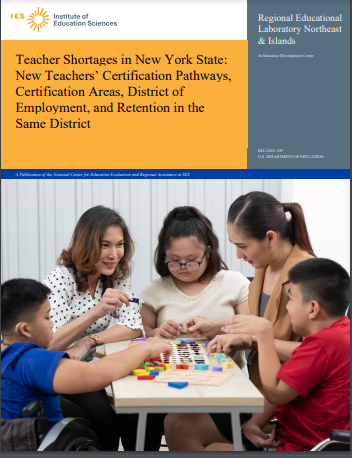 IES
Institute of
Education Sciences
Regional Educational
Laboratory Northeast
& Islands
At Education Development Center
Teacher Shortages in New York State:
New Teachers' Certification Pathways,
Certification Areas, District of
Employment, and Retention in the
Same District
REL 2022–139
U.S. DEPARTMENT OF EDUCATION
A Publication of the National Center for Education Evaluation and Regional Assistance at IES